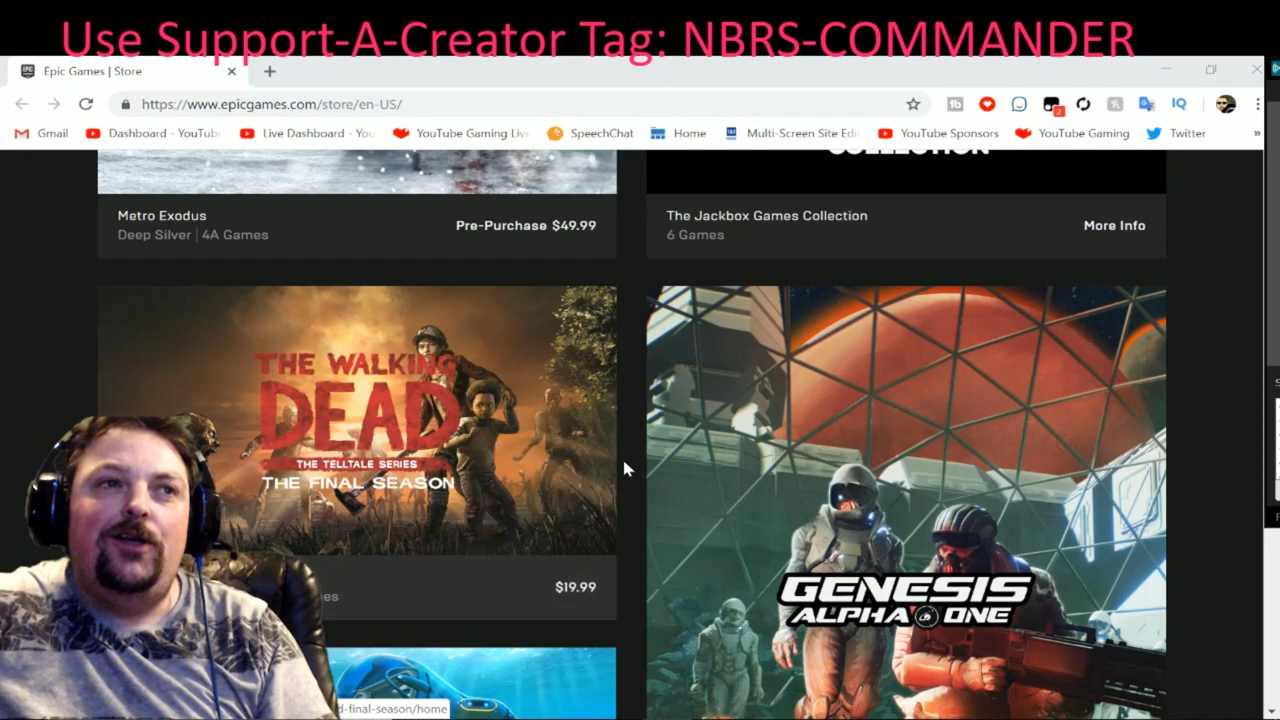 Use Support-A-Creator Tag: NBRS-COMMANDER
Epic Games | Store
https://www.epicgames.com/store/en-US/
Gmail
Dashboard - YouTub
Live Dashboard - You
YouTube Gaming Live
SpeechChat
Home
Multi-Screen Site Edi
YouTube Sponsors
YouTube Gaming
Twitter
COLLECTION
Metro Exodus
Deep Silver | 4A Games
Pre-Purchase $49.99
The Jackbox Games Collection
6 Games
More Info
THE WALKING
DEAD
THE TELLTALE SERIES
THE FINAL SEASON
$19.99
es
GENESIS
ALPHA ONE
d-final-season/home